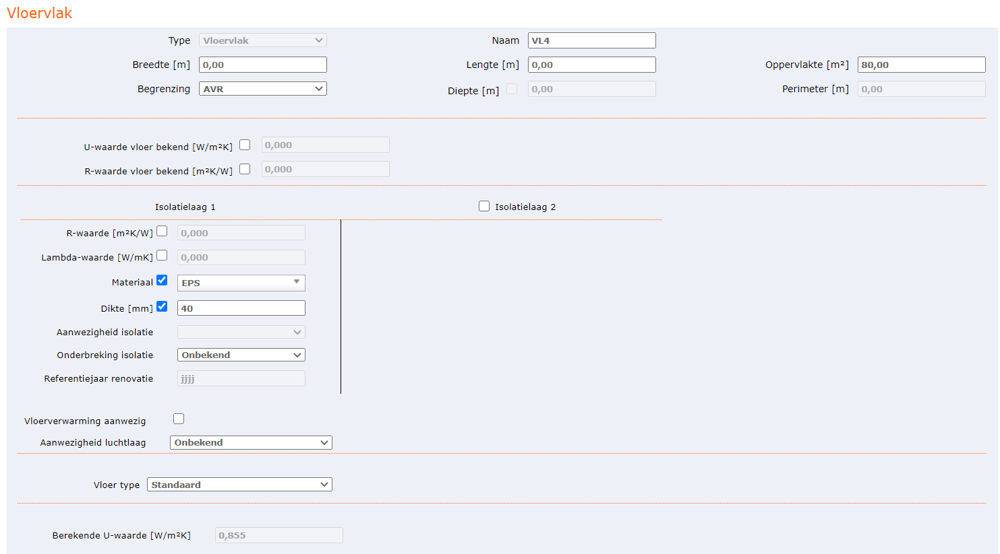 Vloervlak
Type Vloervlak Naam VL4
Breedte [m] 0,00 Lengte [m] 0,00 Oppervlakte [m²] 80,00
Begrenzing AVR Diepte [m] 0,00 Perimeter [m] 0,00
U-waarde vloer bekend [W/m²K] 0,000
R-waarde vloer bekend [m²K/W] 0,000
Isolatielaag 1 Isolatielaag 2
R-waarde [m²K/W] 0,000
Lambda-waarde [W/mK] 0,000
Materiaal EPS
Dikte [mm] 40
Aanwezigheid isolatie
Onderbreking isolatie Onbekend
Referentiejaar renovatie jjjj
Vloerverwarming aanwezig
Aanwezigheid luchtlaag Onbekend
Vloer type Standaard
Berekende U-waarde [W/m²K] 0,855